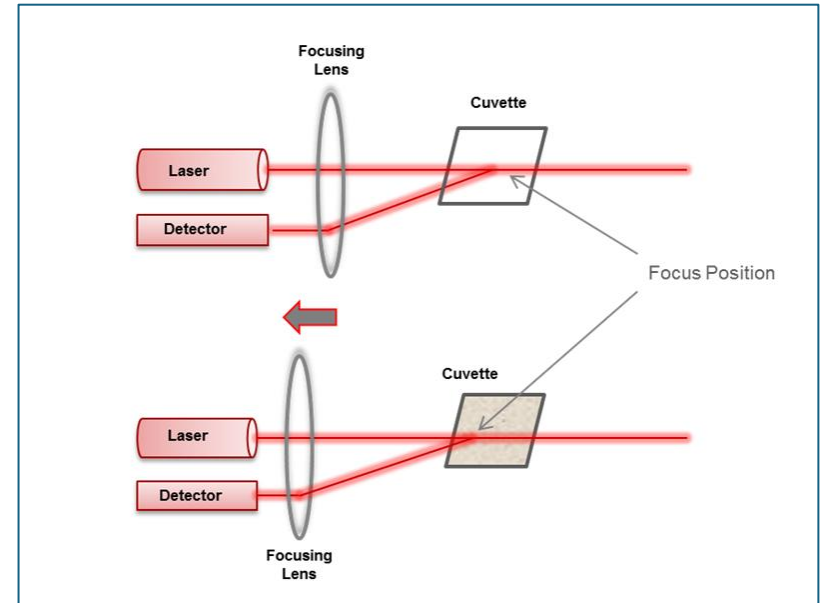 Focusing
Lens
Cuvette
Laser
Detector
Focus Position
Cuvette
Laser
Detector
Focusing
Lens